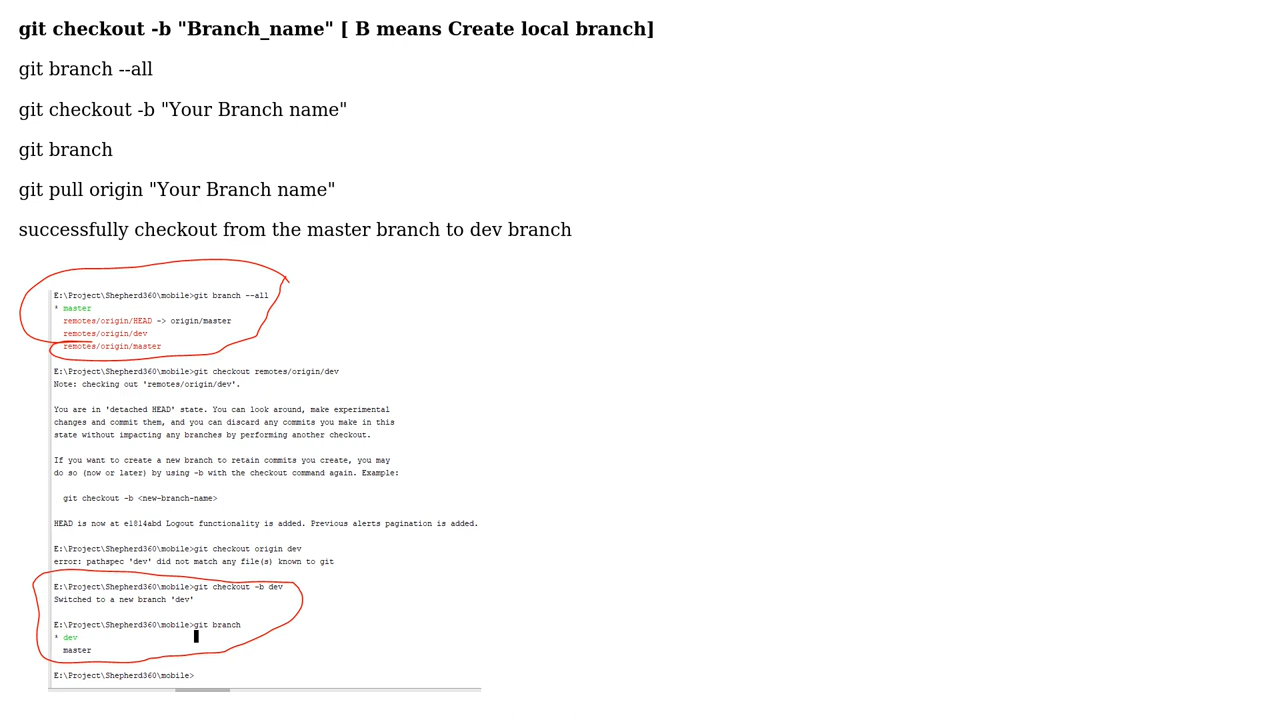 git checkout -b "Branch_name" [ B means Create local branch]
git branch --all
git checkout -b "Your Branch name"
git branch
git pull origin "Your Branch name"
successfully checkout from the master branch to dev branch
E:\Project\Shepherd360\mobile>git branch --all
* master
remotes/origin/HEAD -> origin/master
remotes/origin/dev
remotes/origin/master
E:\Project\Shepherd360\mobile>git checkout remotes/origin/dev
Note: checking out 'remotes/origin/dev'.
You are in 'detached HEAD' state. You can look around, make experimental
changes and commit them, and you can discard any commits you make in this
state without impacting any branches by performing another checkout.
If you want to create a new branch to retain commits you create, you may
do so (now or later) by using -b with the checkout command again. Example:
git checkout -b <new-branch-name>
HEAD is now at e1814abd Logout functionality is added. Previous alerts pagination is added.
E:\Project\Shepherd360\mobile>git checkout origin dev
error: pathspec 'dev' did not match any file(s) known to git
E:\Project\Shepherd360\mobile>git checkout -b dev
Switched to a new branch 'dev'
E:\Project\Shepherd360\mobile>git branch
* dev
master
E:\Project\Shepherd360\mobile>